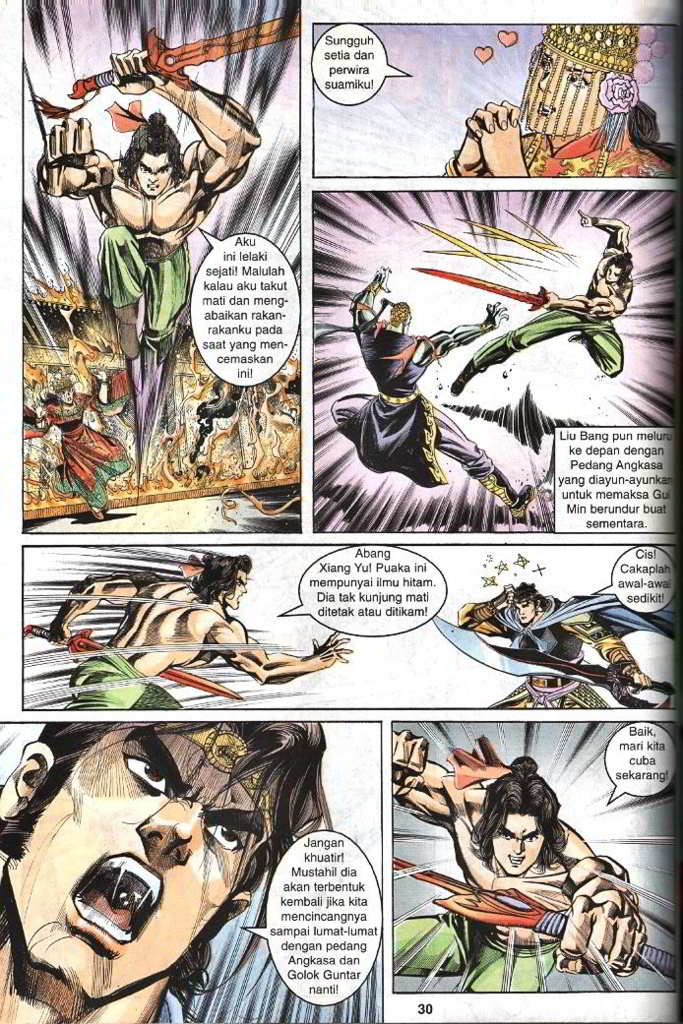 Aku
ini lelaki
sejati! Malulah
kalau aku takut
mati dan meng-
abaikan rakan-
rakanku pada
saat yang men-
cemaskan
ini!
Sungguh
setia dan
perwira
suamiku!
Liu Bang pun meluru
ke depan dengan
Pedang Angkasa
yang diayun-ayunkan
untuk memaksa Gui
Min berundur buat
sementara.
Abang
Xiang Yu! Puaka ini
mempunyai ilmu hitam.
Dia tak kunjung mati
ditetak atau ditikam!
Cis!
Cakaplah
awal-awal
sedikit!
Jangan
khuatir!
Mustahil dia
akan terbentuk
kembali jika kita
mencincangnya
sampai lumat-lumat
dengan pedang
Angkasa dan
Golok Guntar
nanti!
Baik,
mari kita
cuba
sekarang!
30